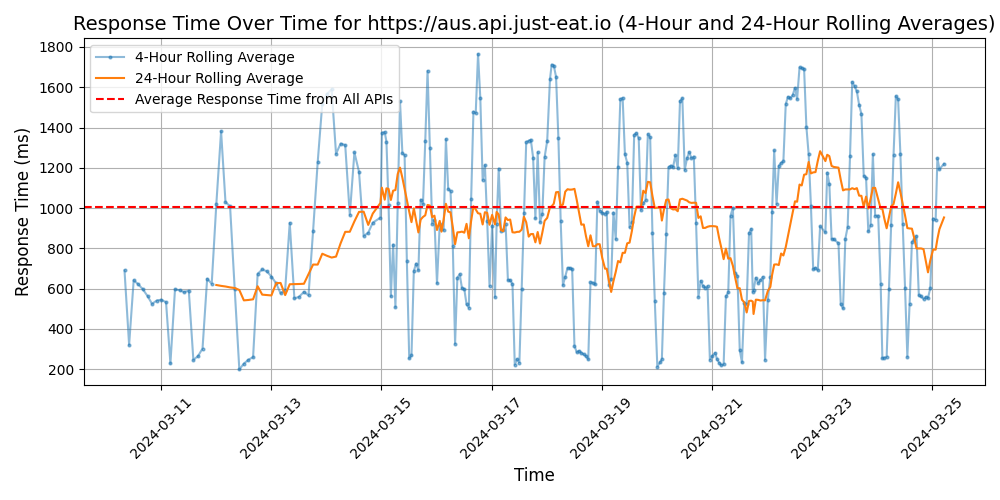 Response Time Over Time for https://aus.api.just-eat.io (4-Hour and 24-Hour Rolling Averages)
4-Hour Rolling Average
24-Hour Rolling Average
Average Response Time from All APIs
Response Time (ms)
1800
1600
1400
1200
1000
800
600
400
200
2024-03-11
2024-03-13
2024-03-15
2024-03-17
2024-03-19
2024-03-21
2024-03-23
2024-03-25
Time